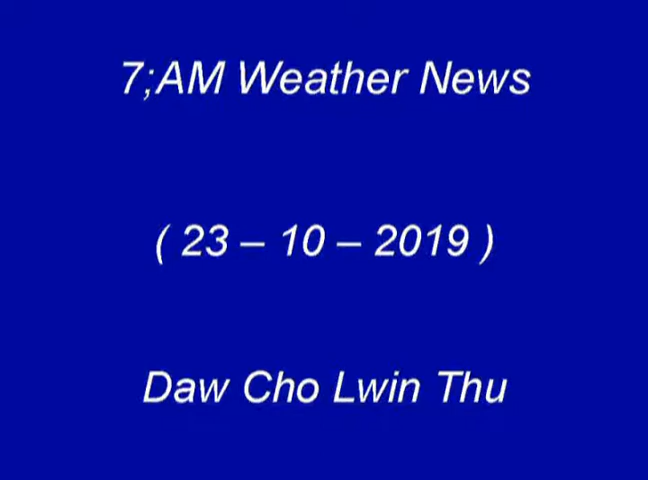 7;AM Weather News
( 23 – 10 – 2019 )
Daw Cho Lwin Thu